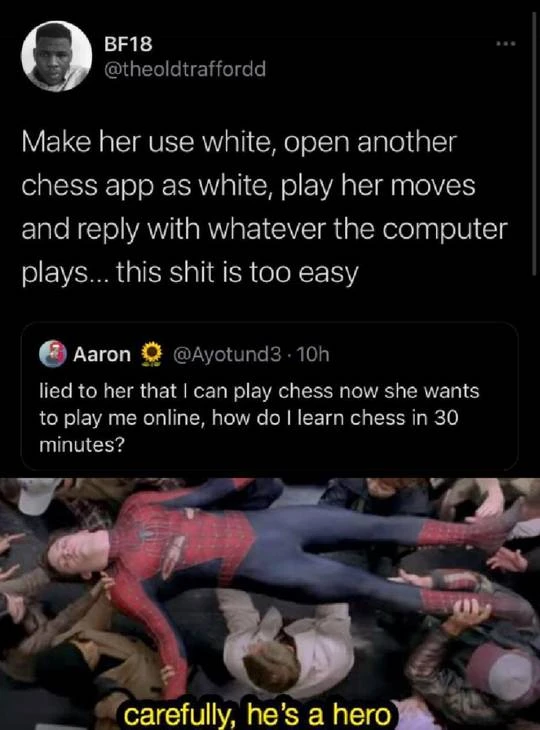 BF18
@theoldtraffordd
Make her use white, open another
chess app as white, play her moves
and reply with whatever the computer
plays... this shit is too easy
Aaron 🌻 @Ayotund3 · 10h
lied to her that I can play chess now she wants
to play me online, how do I learn chess in 30
minutes?
carefully, he's a hero